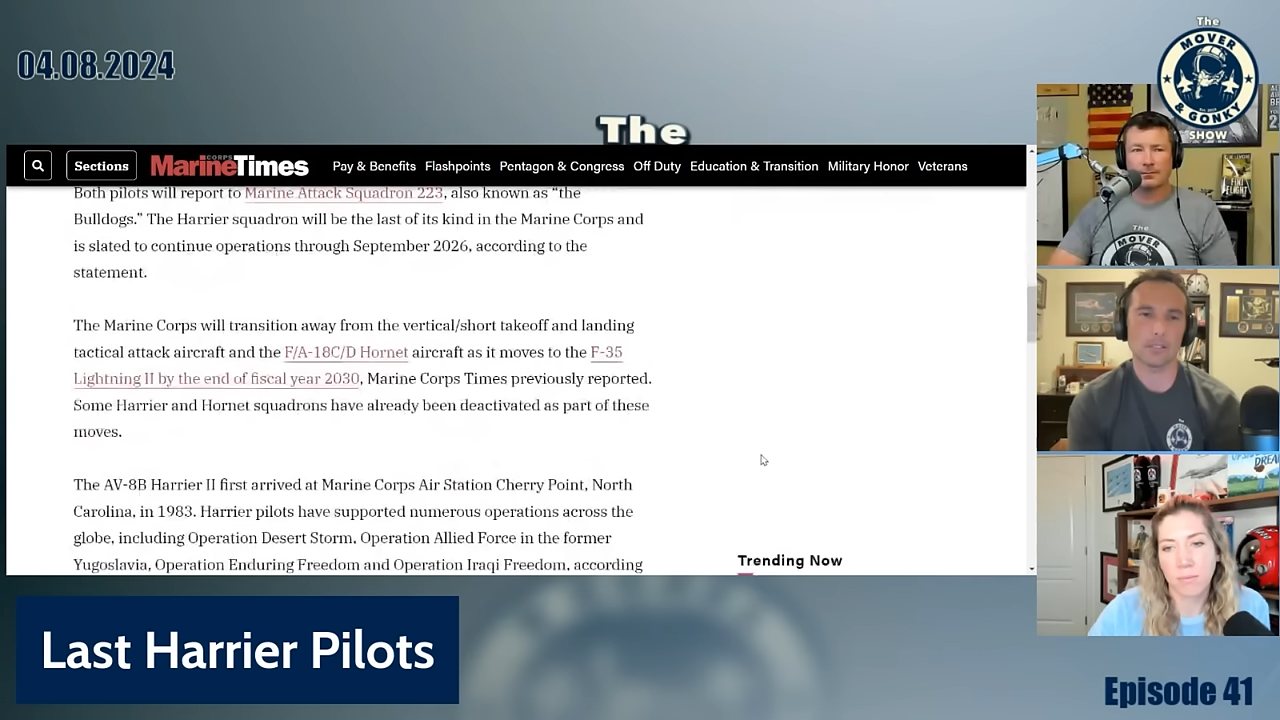 04.08.2024
The
MOVER
& GONKY
SHOW
The
Sections
MarineCORPSTimes
Pay & Benefits Flashpoints Pentagon & Congress Off Duty Education & Transition Military Honor Veterans
Both pilots will report to Marine Attack Squadron 223, also known as “the
Bulldogs.” The Harrier squadron will be the last of its kind in the Marine Corps and
is slated to continue operations through September 2026, according to the
statement.
The Marine Corps will transition away from the vertical/short takeoff and landing
tactical attack aircraft and the F/A-18C/D Hornet aircraft as it moves to the F-35
Lightning II by the end of fiscal year 2030, Marine Corps Times previously reported.
Some Harrier and Hornet squadrons have already been deactivated as part of these
moves.
The AV-8B Harrier II first arrived at Marine Corps Air Station Cherry Point, North
Carolina, in 1983. Harrier pilots have supported numerous operations across the
globe, including Operation Desert Storm, Operation Allied Force in the former
Yugoslavia, Operation Enduring Freedom and Operation Iraqi Freedom, according
Trending Now
The
MOVER
FLIGHT
Last Harrier Pilots
Episode 41